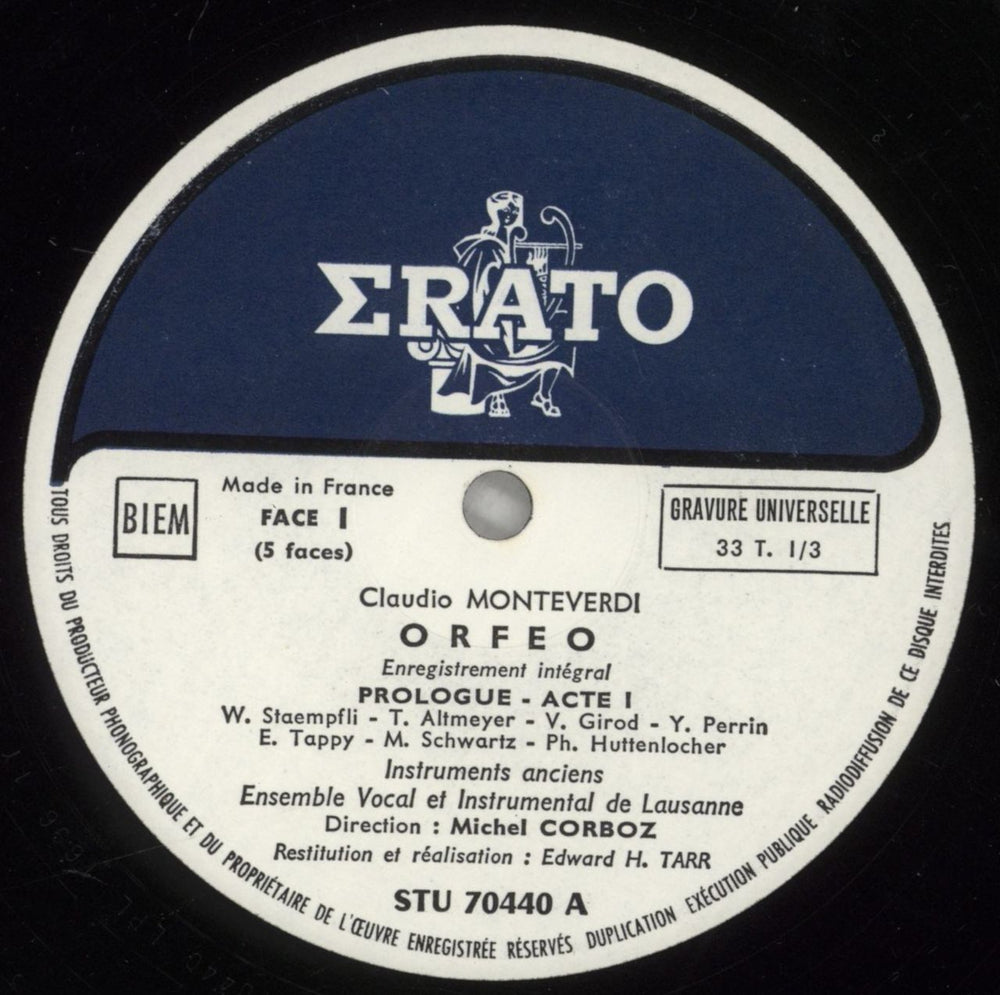 ΣRATO
BIEM
Made in France
FACE I
(5 faces)
GRAVURE UNIVERSELLE
33 T. 1/3
Claudio MONTEVERDI
ORFEO
Enregistrement intégral
PROLOGUE - ACTE I
W. Staempfli - T. Altmeyer - V. Girod - Y. Perrin
E. Tappy - M. Schwartz - Ph. Huttenlocher
Instruments anciens
Ensemble Vocal et Instrumental de Lausanne
Direction : Michel CORBOZ
Restitution et réalisation : Edward H. TARR
STU 70440 A
TOUS DROITS DU PRODUCTEUR PHONOGRAPHIQUE ET DU PROPRIÉTAIRE DE L'ŒUVRE ENREGISTRÉE RÉSERVÉS DUPLICATION EXÉCUTION PUBLIQUE RADIODIFFUSION DE CE DISQUE INTERDITES